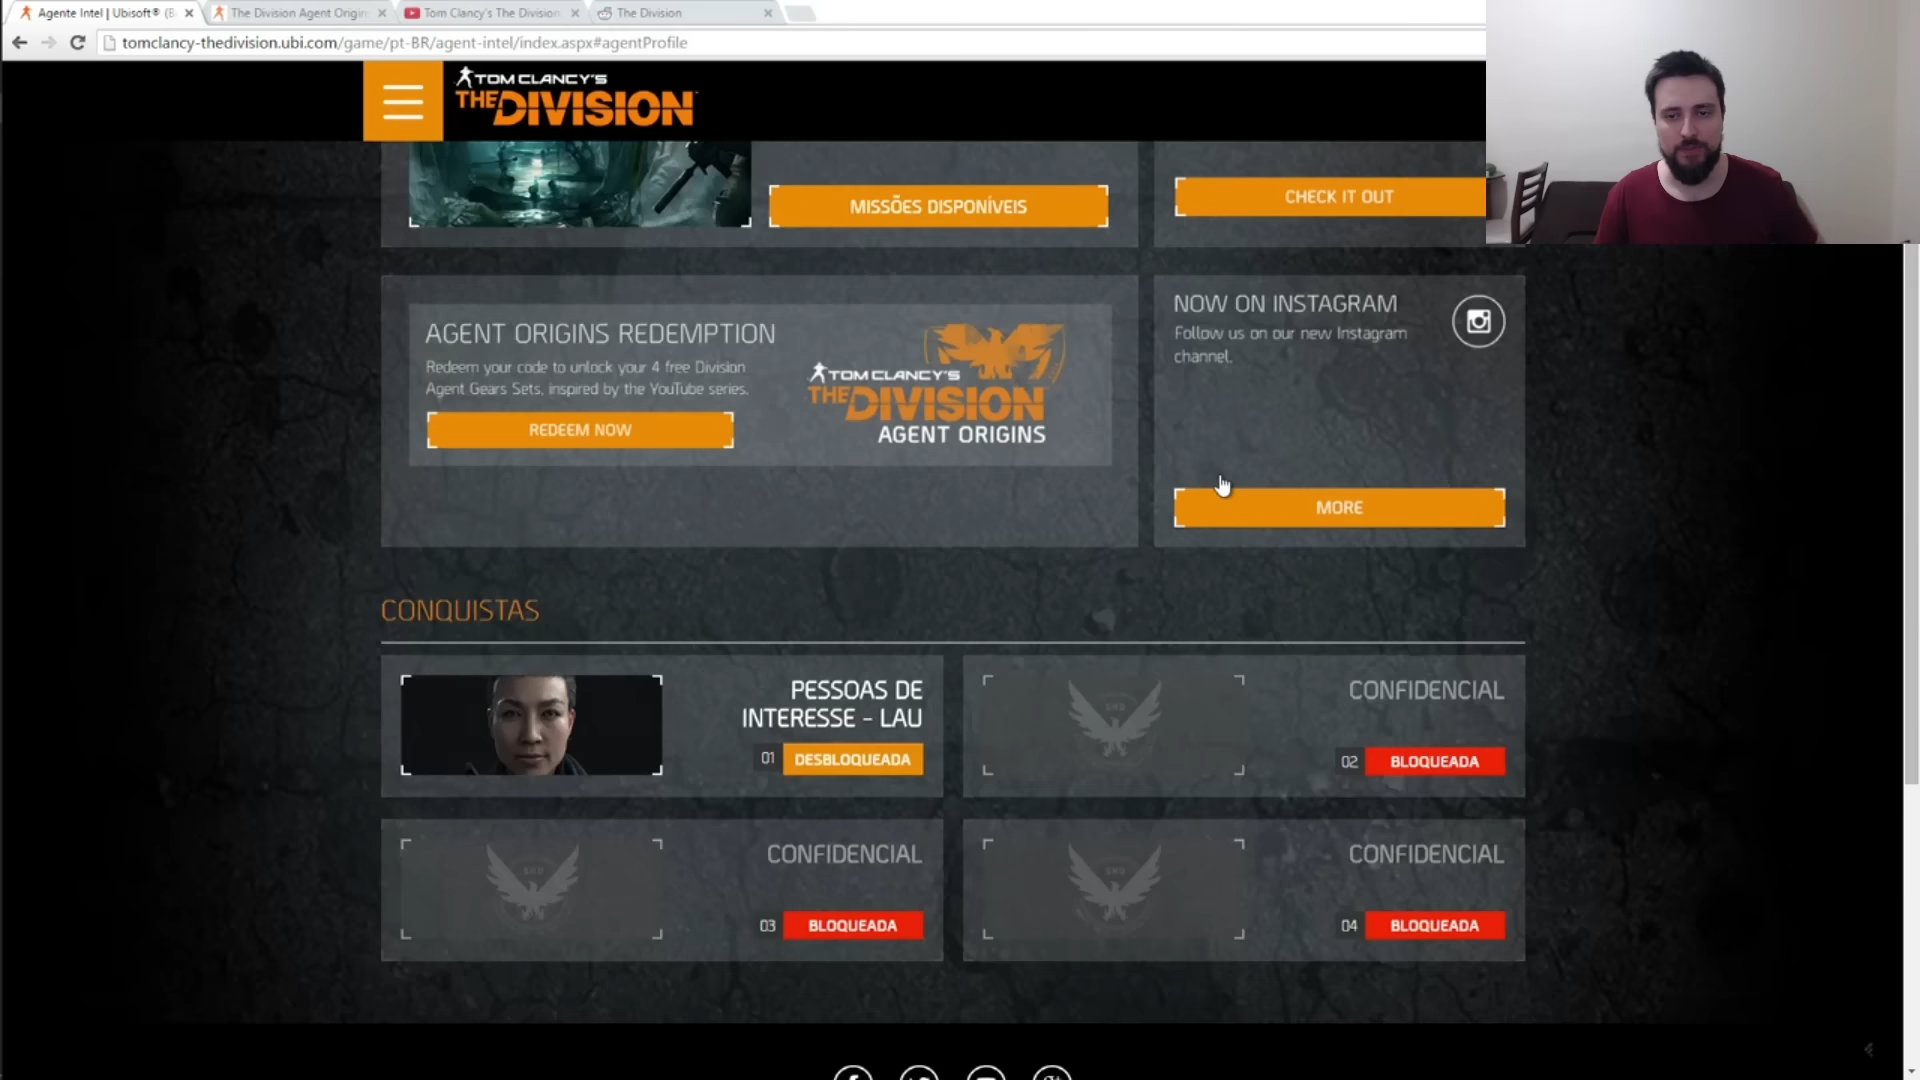 Agente Intel | Ubisoft® (B
The Division Agent Origin
Tom Clancy's The Division
The Division
tomclancy-thedivision.ubi.com/game/pt-BR/agent-intel/index.aspx#agentProfile
TOM CLANCY'S
THE DIVISION
MISSÕES DISPONÍVEIS
CHECK IT OUT
AGENT ORIGINS REDEMPTION
Redeem your code to unlock your 4 free Division
Agent Gears Sets, inspired by the YouTube series.
REDEEM NOW
TOM CLANCY'S
THE DIVISION
AGENT ORIGINS
NOW ON INSTAGRAM
Follow us on our new Instagram
channel.
MORE
CONQUISTAS
PESSOAS DE
INTERESSE - LAU
01 DESBLOQUEADA
CONFIDENCIAL
02 BLOQUEADA
CONFIDENCIAL
03 BLOQUEADA
CONFIDENCIAL
04 BLOQUEADA